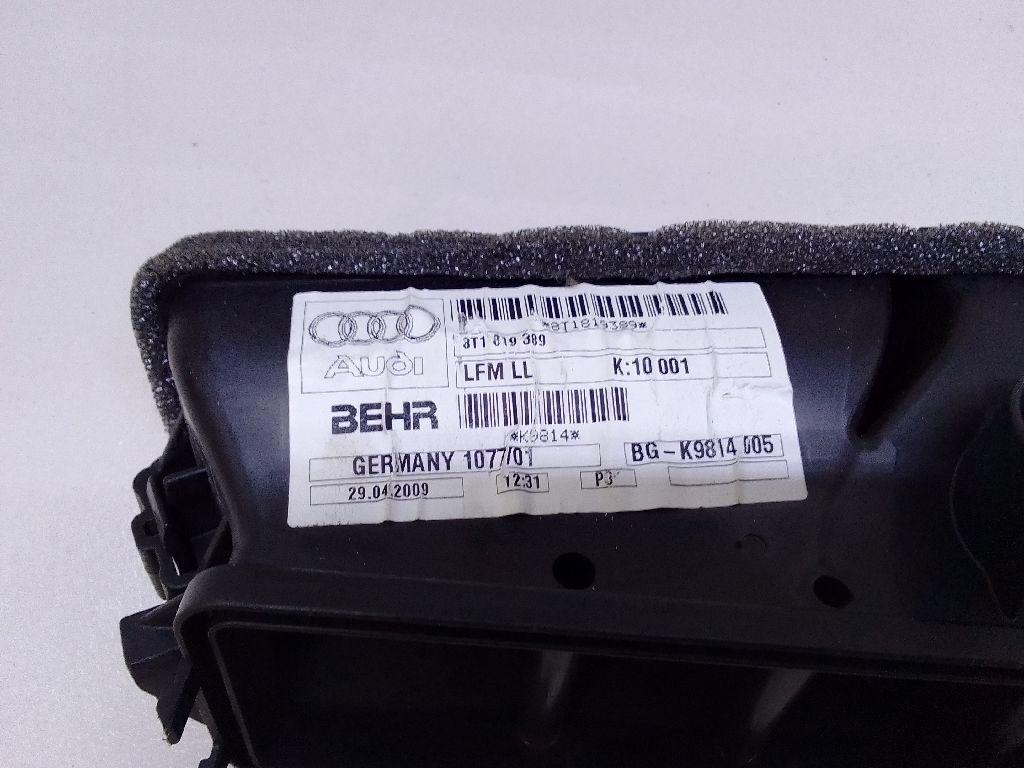 *8T1819389*
8T1 819 389
AUDI
LFM LL K:10 001
BEHR
*K9814*
GERMANY 1077/01 BG-K9814 005
29.04.2009 12:31